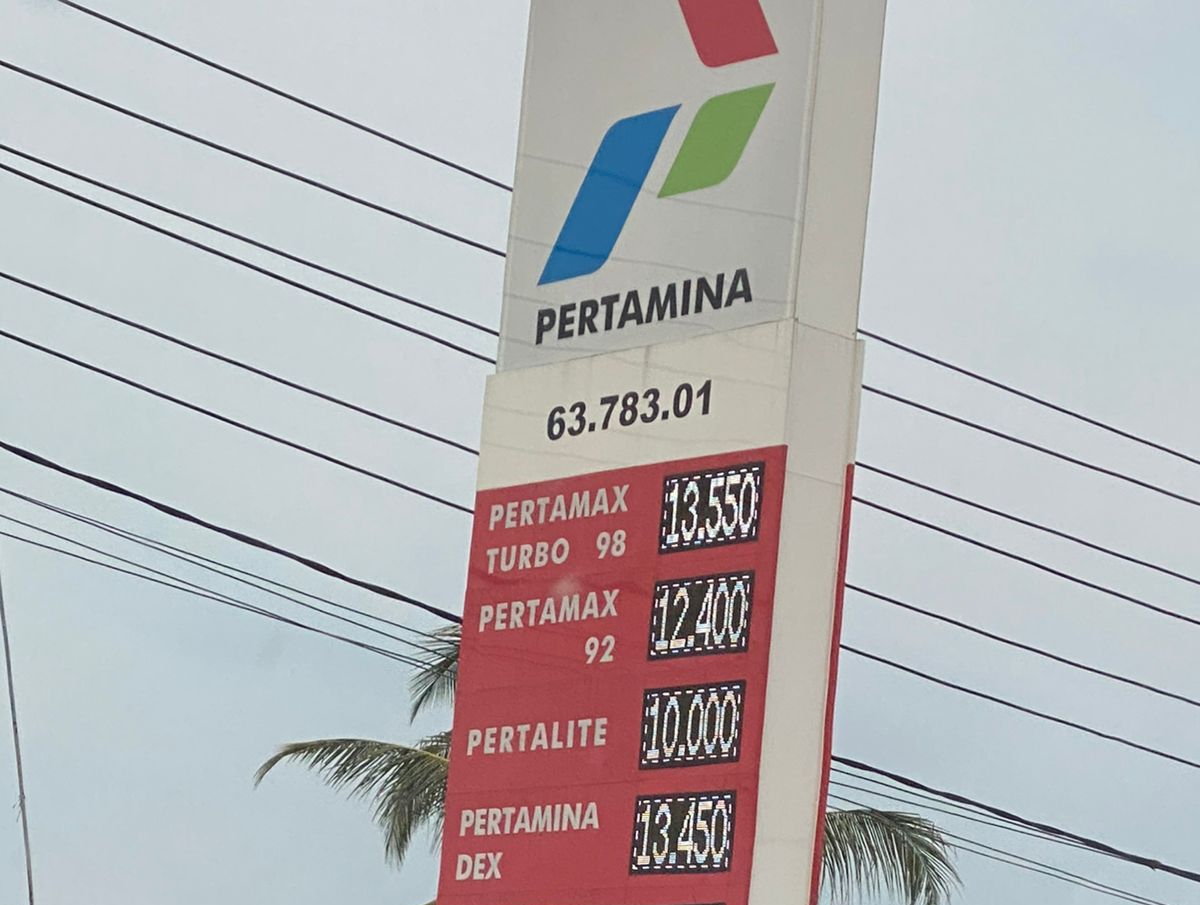 PERTAMINA
63.783.01
PERTAMAX
TURBO 98
13.550
PERTAMAX
92
12.400
PERTALITE
10.000
PERTAMINA
DEX
13.450